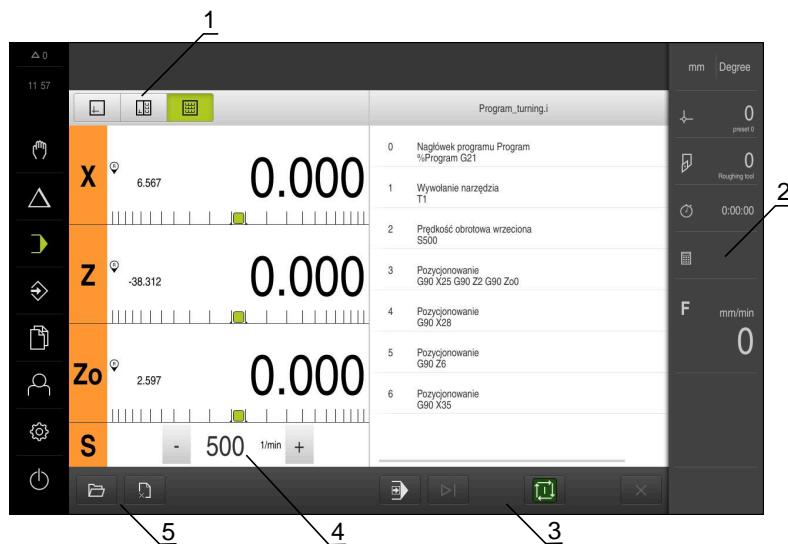 1
0
11 57
mm Degree
Program_turning.i
0
preset 0
0
Roughing tool
0:00:00
2
F mm/min
0
X R 6.567 0.000
Z R -38.312 0.000
Zo R 2.597 0.000
S - 500 1/min +
0 Nagłówek programu Program
%Program G21
1 Wywołanie narzędzia
T1
2 Prędkość obrotowa wrzeciona
S500
3 Pozycjonowanie
G90 X25 G90 Z2 G90 Zo0
4 Pozycjonowanie
G90 X28
5 Pozycjonowanie
G90 Z6
6 Pozycjonowanie
G90 X35
5
4
3